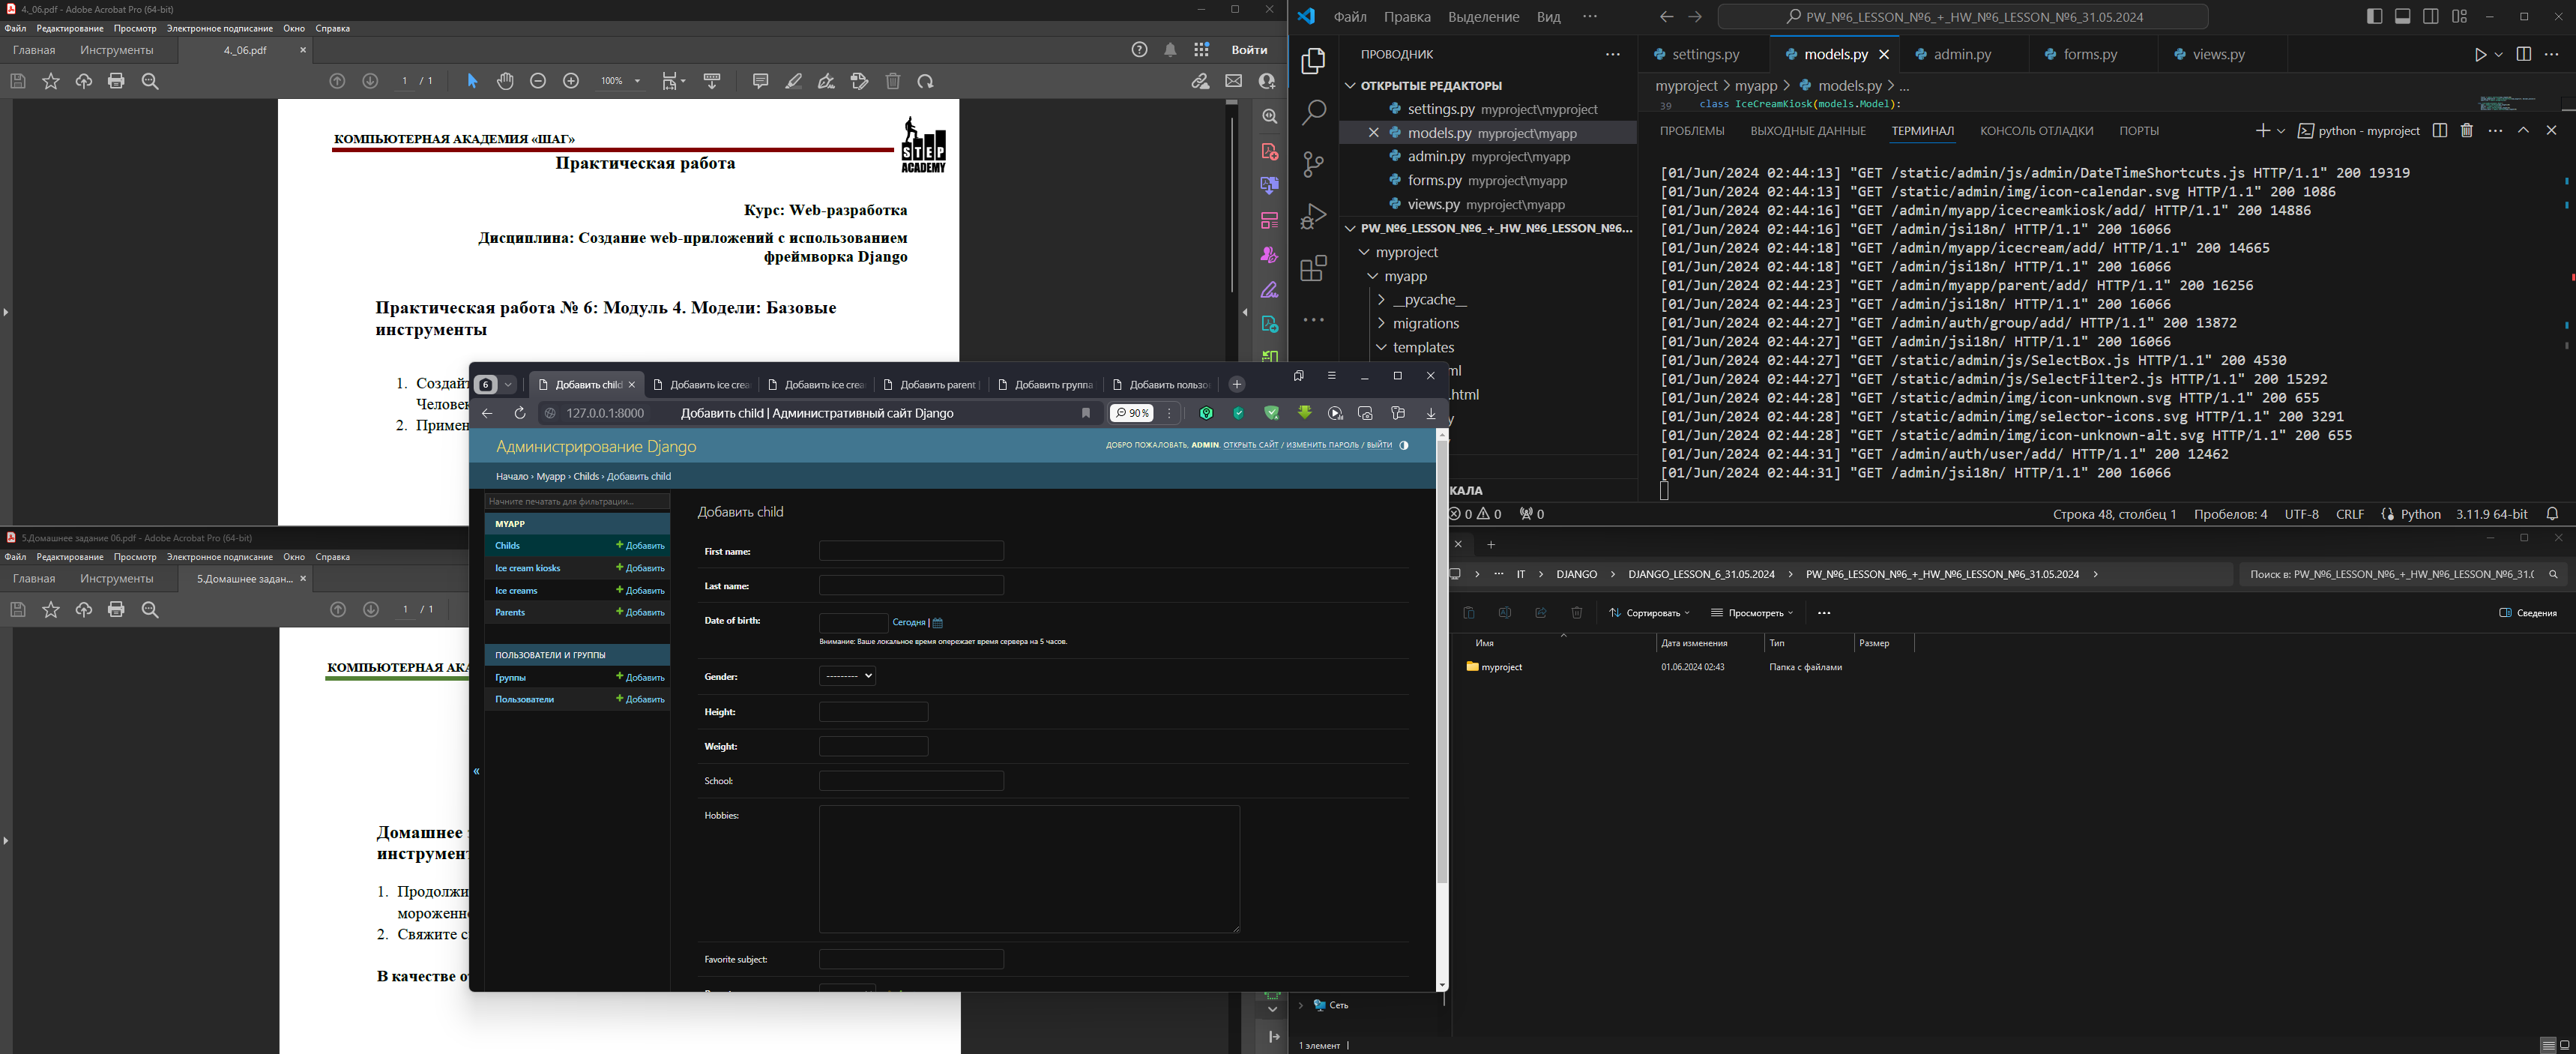 4._06.pdf - Adobe Acrobat Pro (64-bit)
Файл Редактирование Просмотр Электронное подписание Окно Справка
Главная Инструменты 4._06.pdf × Войти
1 / 1 100%
КОМПЬЮТЕРНАЯ АКАДЕМИЯ «ШАГ»
STEP
ACADEMY
Практическая работа
Курс: Web-разработка
Дисциплина: Создание web-приложений с использованием
фреймворка Django
Практическая работа № 6: Модуль 4. Модели: Базовые
инструменты
1. Создайт
Человек
2. Примен
5.Домашнее задание 06.pdf - Adobe Acrobat Pro (64-bit)
Файл Редактирование Просмотр Электронное подписание Окно Справка
Главная Инструменты 5.Домашнее задан... ×
1 / 1
КОМПЬЮТЕРНАЯ АКА
Домашнее
инструмент
1. Продолжи
мороженно
2. Свяжите с
В качестве о
6 Добавить child × Добавить ice crea Добавить ice crea Добавить parent Добавить группа Добавить пользо
127.0.0.1:8000 Добавить child | Административный сайт Django 90%
Администрирование Django
ДОБРО ПОЖАЛОВАТЬ, ADMIN. ОТКРЫТЬ САЙТ / ИЗМЕНИТЬ ПАРОЛЬ / ВЫЙТИ
Начало › Myapp › Childs › Добавить child
Начните печатать для фильтрации...
MYAPP
Childs + Добавить
Ice cream kiosks + Добавить
Ice creams + Добавить
Parents + Добавить
ПОЛЬЗОВАТЕЛИ И ГРУППЫ
Группы + Добавить
Пользователи + Добавить
«
Добавить child
First name:
Last name:
Date of birth:
Сегодня |
Внимание: Ваше локальное время опережает время сервера на 5 часов.
Gender: ---------
Height:
Weight:
School:
Hobbies:
Favorite subject:
Файл Правка Выделение Вид ···
PW_№6_LESSON_№6_+_HW_№6_LESSON_№6_31.05.2024
ПРОВОДНИК
ОТКРЫТЫЕ РЕДАКТОРЫ
settings.py myproject\myproject
models.py myproject\myapp
admin.py myproject\myapp
forms.py myproject\myapp
views.py myproject\myapp
PW_№6_LESSON_№6_+_HW_№6_LESSON_№6...
myproject
myapp
__pycache__
migrations
templates
ml
.html
y
КАЛА
settings.py models.py admin.py forms.py views.py
myproject > myapp > models.py > ...
39 class IceCreamKiosk(models.Model):
ПРОБЛЕМЫ ВЫХОДНЫЕ ДАННЫЕ ТЕРМИНАЛ КОНСОЛЬ ОТЛАДКИ ПОРТЫ
python - myproject
[01/Jun/2024 02:44:13] "GET /static/admin/js/admin/DateTimeShortcuts.js HTTP/1.1" 200 19319
[01/Jun/2024 02:44:13] "GET /static/admin/img/icon-calendar.svg HTTP/1.1" 200 1086
[01/Jun/2024 02:44:16] "GET /admin/myapp/icecreamkiosk/add/ HTTP/1.1" 200 14886
[01/Jun/2024 02:44:16] "GET /admin/jsi18n/ HTTP/1.1" 200 16066
[01/Jun/2024 02:44:18] "GET /admin/myapp/icecream/add/ HTTP/1.1" 200 14665
[01/Jun/2024 02:44:18] "GET /admin/jsi18n/ HTTP/1.1" 200 16066
[01/Jun/2024 02:44:23] "GET /admin/myapp/parent/add/ HTTP/1.1" 200 16256
[01/Jun/2024 02:44:23] "GET /admin/jsi18n/ HTTP/1.1" 200 16066
[01/Jun/2024 02:44:27] "GET /admin/auth/group/add/ HTTP/1.1" 200 13872
[01/Jun/2024 02:44:27] "GET /admin/jsi18n/ HTTP/1.1" 200 16066
[01/Jun/2024 02:44:27] "GET /static/admin/js/SelectBox.js HTTP/1.1" 200 4530
[01/Jun/2024 02:44:27] "GET /static/admin/js/SelectFilter2.js HTTP/1.1" 200 15292
[01/Jun/2024 02:44:28] "GET /static/admin/img/icon-unknown.svg HTTP/1.1" 200 655
[01/Jun/2024 02:44:28] "GET /static/admin/img/selector-icons.svg HTTP/1.1" 200 3291
[01/Jun/2024 02:44:28] "GET /static/admin/img/icon-unknown-alt.svg HTTP/1.1" 200 655
[01/Jun/2024 02:44:31] "GET /admin/auth/user/add/ HTTP/1.1" 200 12462
[01/Jun/2024 02:44:31] "GET /admin/jsi18n/ HTTP/1.1" 200 16066
0 0 0 Строка 48, столбец 1 Пробелов: 4 UTF-8 CRLF Python 3.11.9 64-bit
··· > IT > DJANGO > DJANGO_LESSON_6_31.05.2024 > PW_№6_LESSON_№6_+_HW_№6_LESSON_№6_31.05.2024 >
Поиск в: PW_№6_LESSON_№6_+_HW_№6_LESSON_№6_31.0
Сортировать Просмотреть ··· Сведения
Имя Дата изменения Тип Размер
myproject 01.06.2024 02:43 Папка с файлами
Сеть
1 элемент